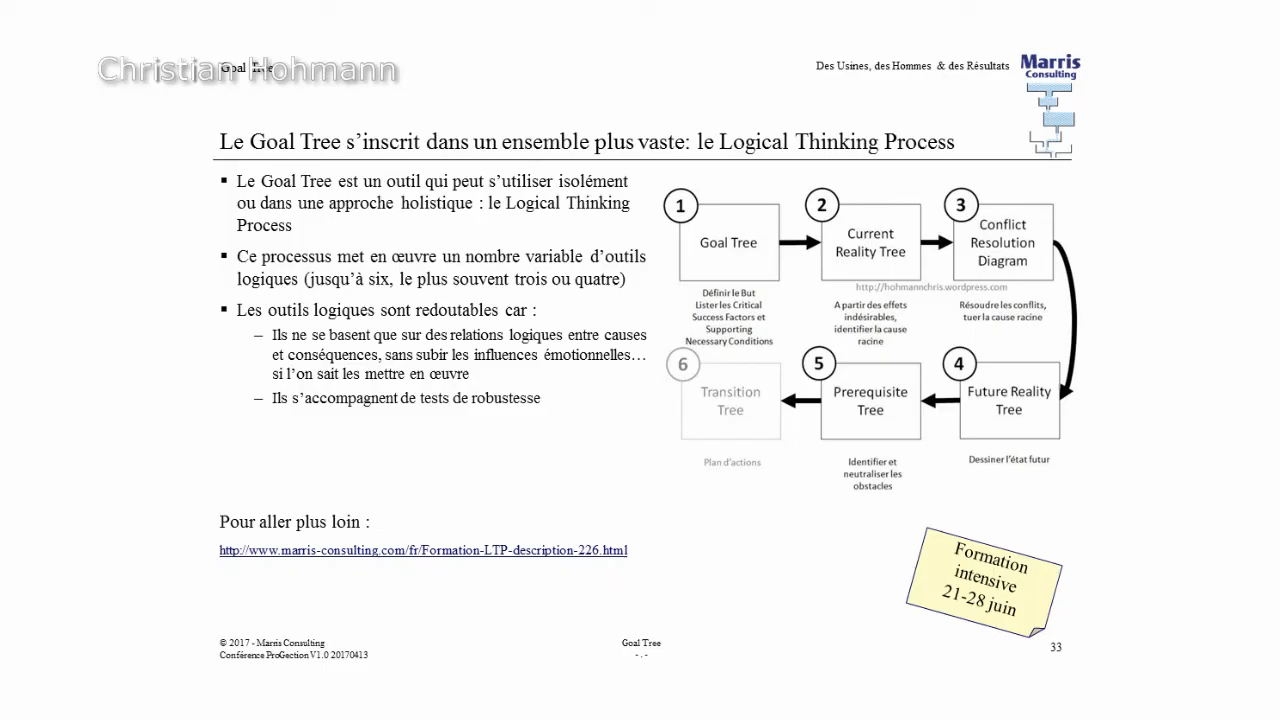 Christian Hohmann
Goal Tree
Des Usines, des Hommes & des Résultats
Marris
Consulting
Le Goal Tree s’inscrit dans un ensemble plus vaste: le Logical Thinking Process
▪ Le Goal Tree est un outil qui peut s’utiliser isolément
ou dans une approche holistique : le Logical Thinking
Process
▪ Ce processus met en œuvre un nombre variable d’outils
logiques (jusqu’à six, le plus souvent trois ou quatre)
▪ Les outils logiques sont redoutables car :
– Ils ne se basent que sur des relations logiques entre causes
et conséquences, sans subir les influences émotionnelles…
si l’on sait les mettre en œuvre
– Ils s’accompagnent de tests de robustesse
1
Goal Tree
Définir le But
Lister les Critical
Success Factors et
Supporting
Necessary Conditions
2
Current
Reality Tree
http://hohmannchris.wordpress.com
A partir des effets
indésirables,
identifier la cause
racine
3
Conflict
Resolution
Diagram
Résoudre les conflits,
tuer la cause racine
6
Transition
Tree
Plan d’actions
5
Prerequisite
Tree
Identifier et
neutraliser les
obstacles
4
Future Reality
Tree
Dessiner l’état futur
Pour aller plus loin :
http://www.marris-consulting.com/fr/Formation-LTP-description-226.html
Formation
intensive
21-28 juin
© 2017 - Marris Consulting
Conférence ProGection V1.0 20170413
Goal Tree
- . -
33